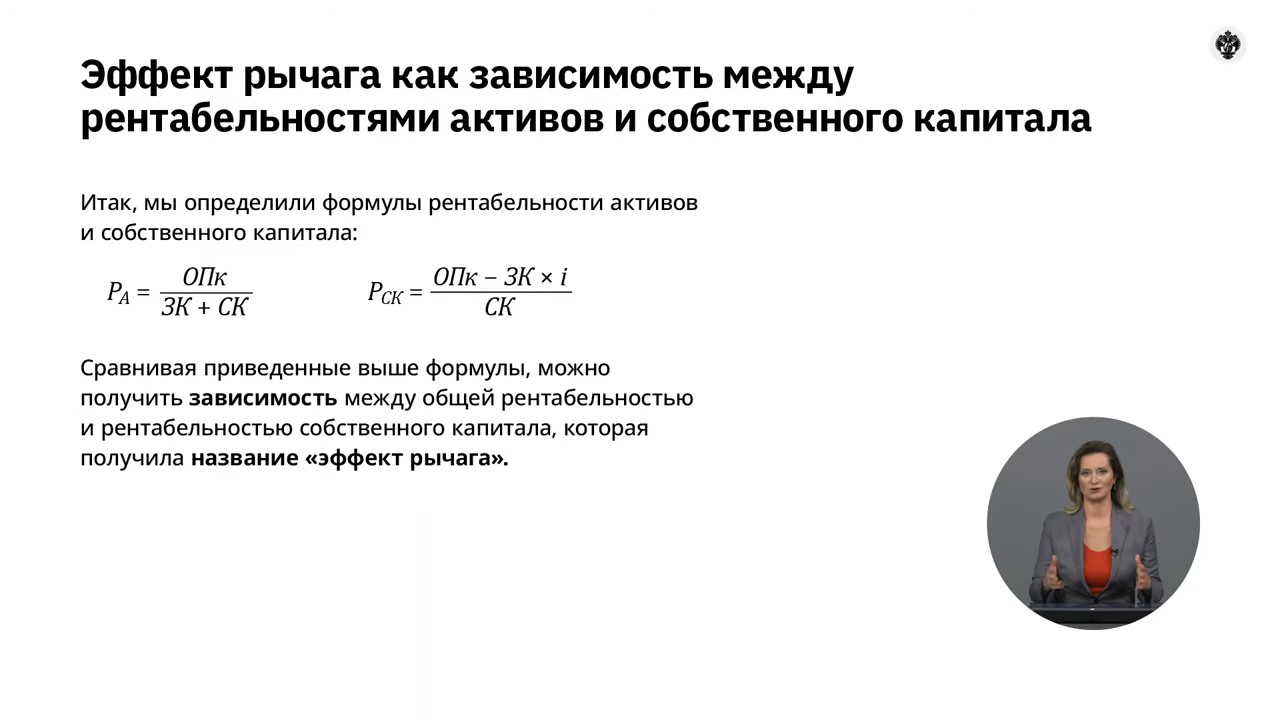 Эффект рычага как зависимость между
рентабельностями активов и собственного капитала
Итак, мы определили формулы рентабельности активов
и собственного капитала:
P_A = ОПк / (ЗК + СК)    P_СК = (ОПк − ЗК × i) / СК
Сравнивая приведенные выше формулы, можно
получить зависимость между общей рентабельностью
и рентабельностью собственного капитала, которая
получила название «эффект рычага».